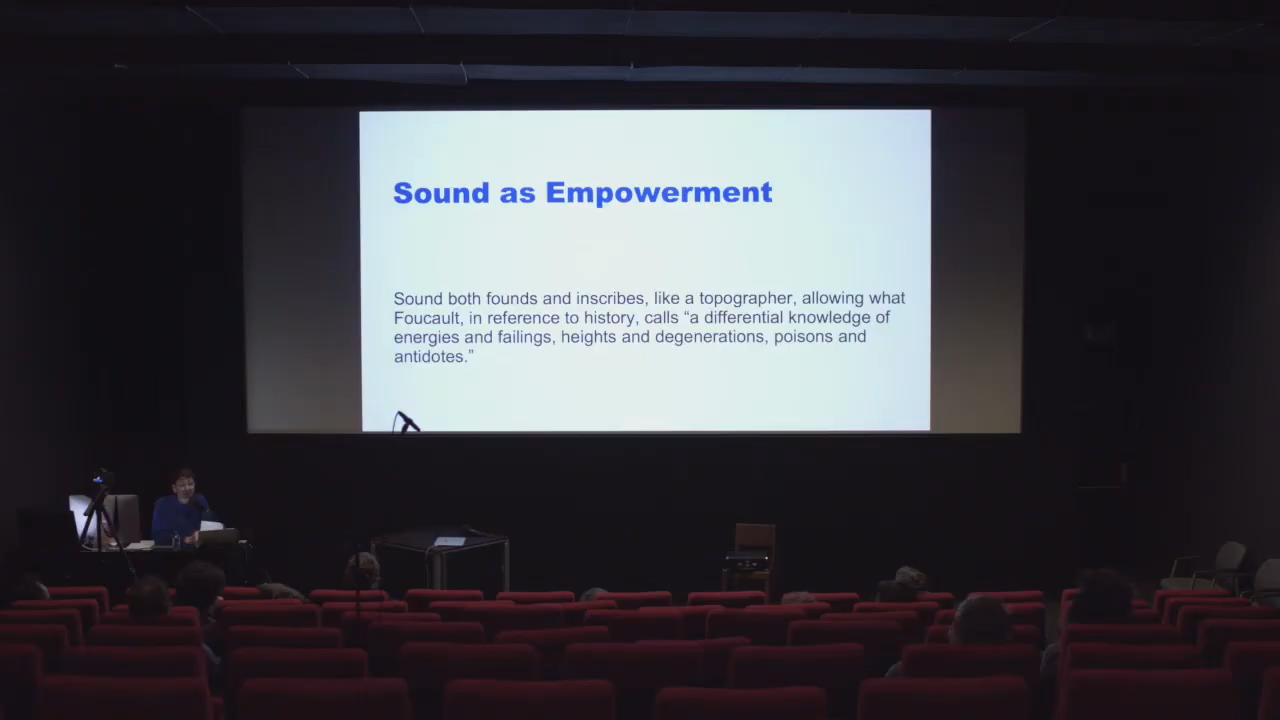 Sound as Empowerment
Sound both founds and inscribes, like a topographer, allowing what
Foucault, in reference to history, calls “a differential knowledge of
energies and failings, heights and degenerations, poisons and
antidotes.”